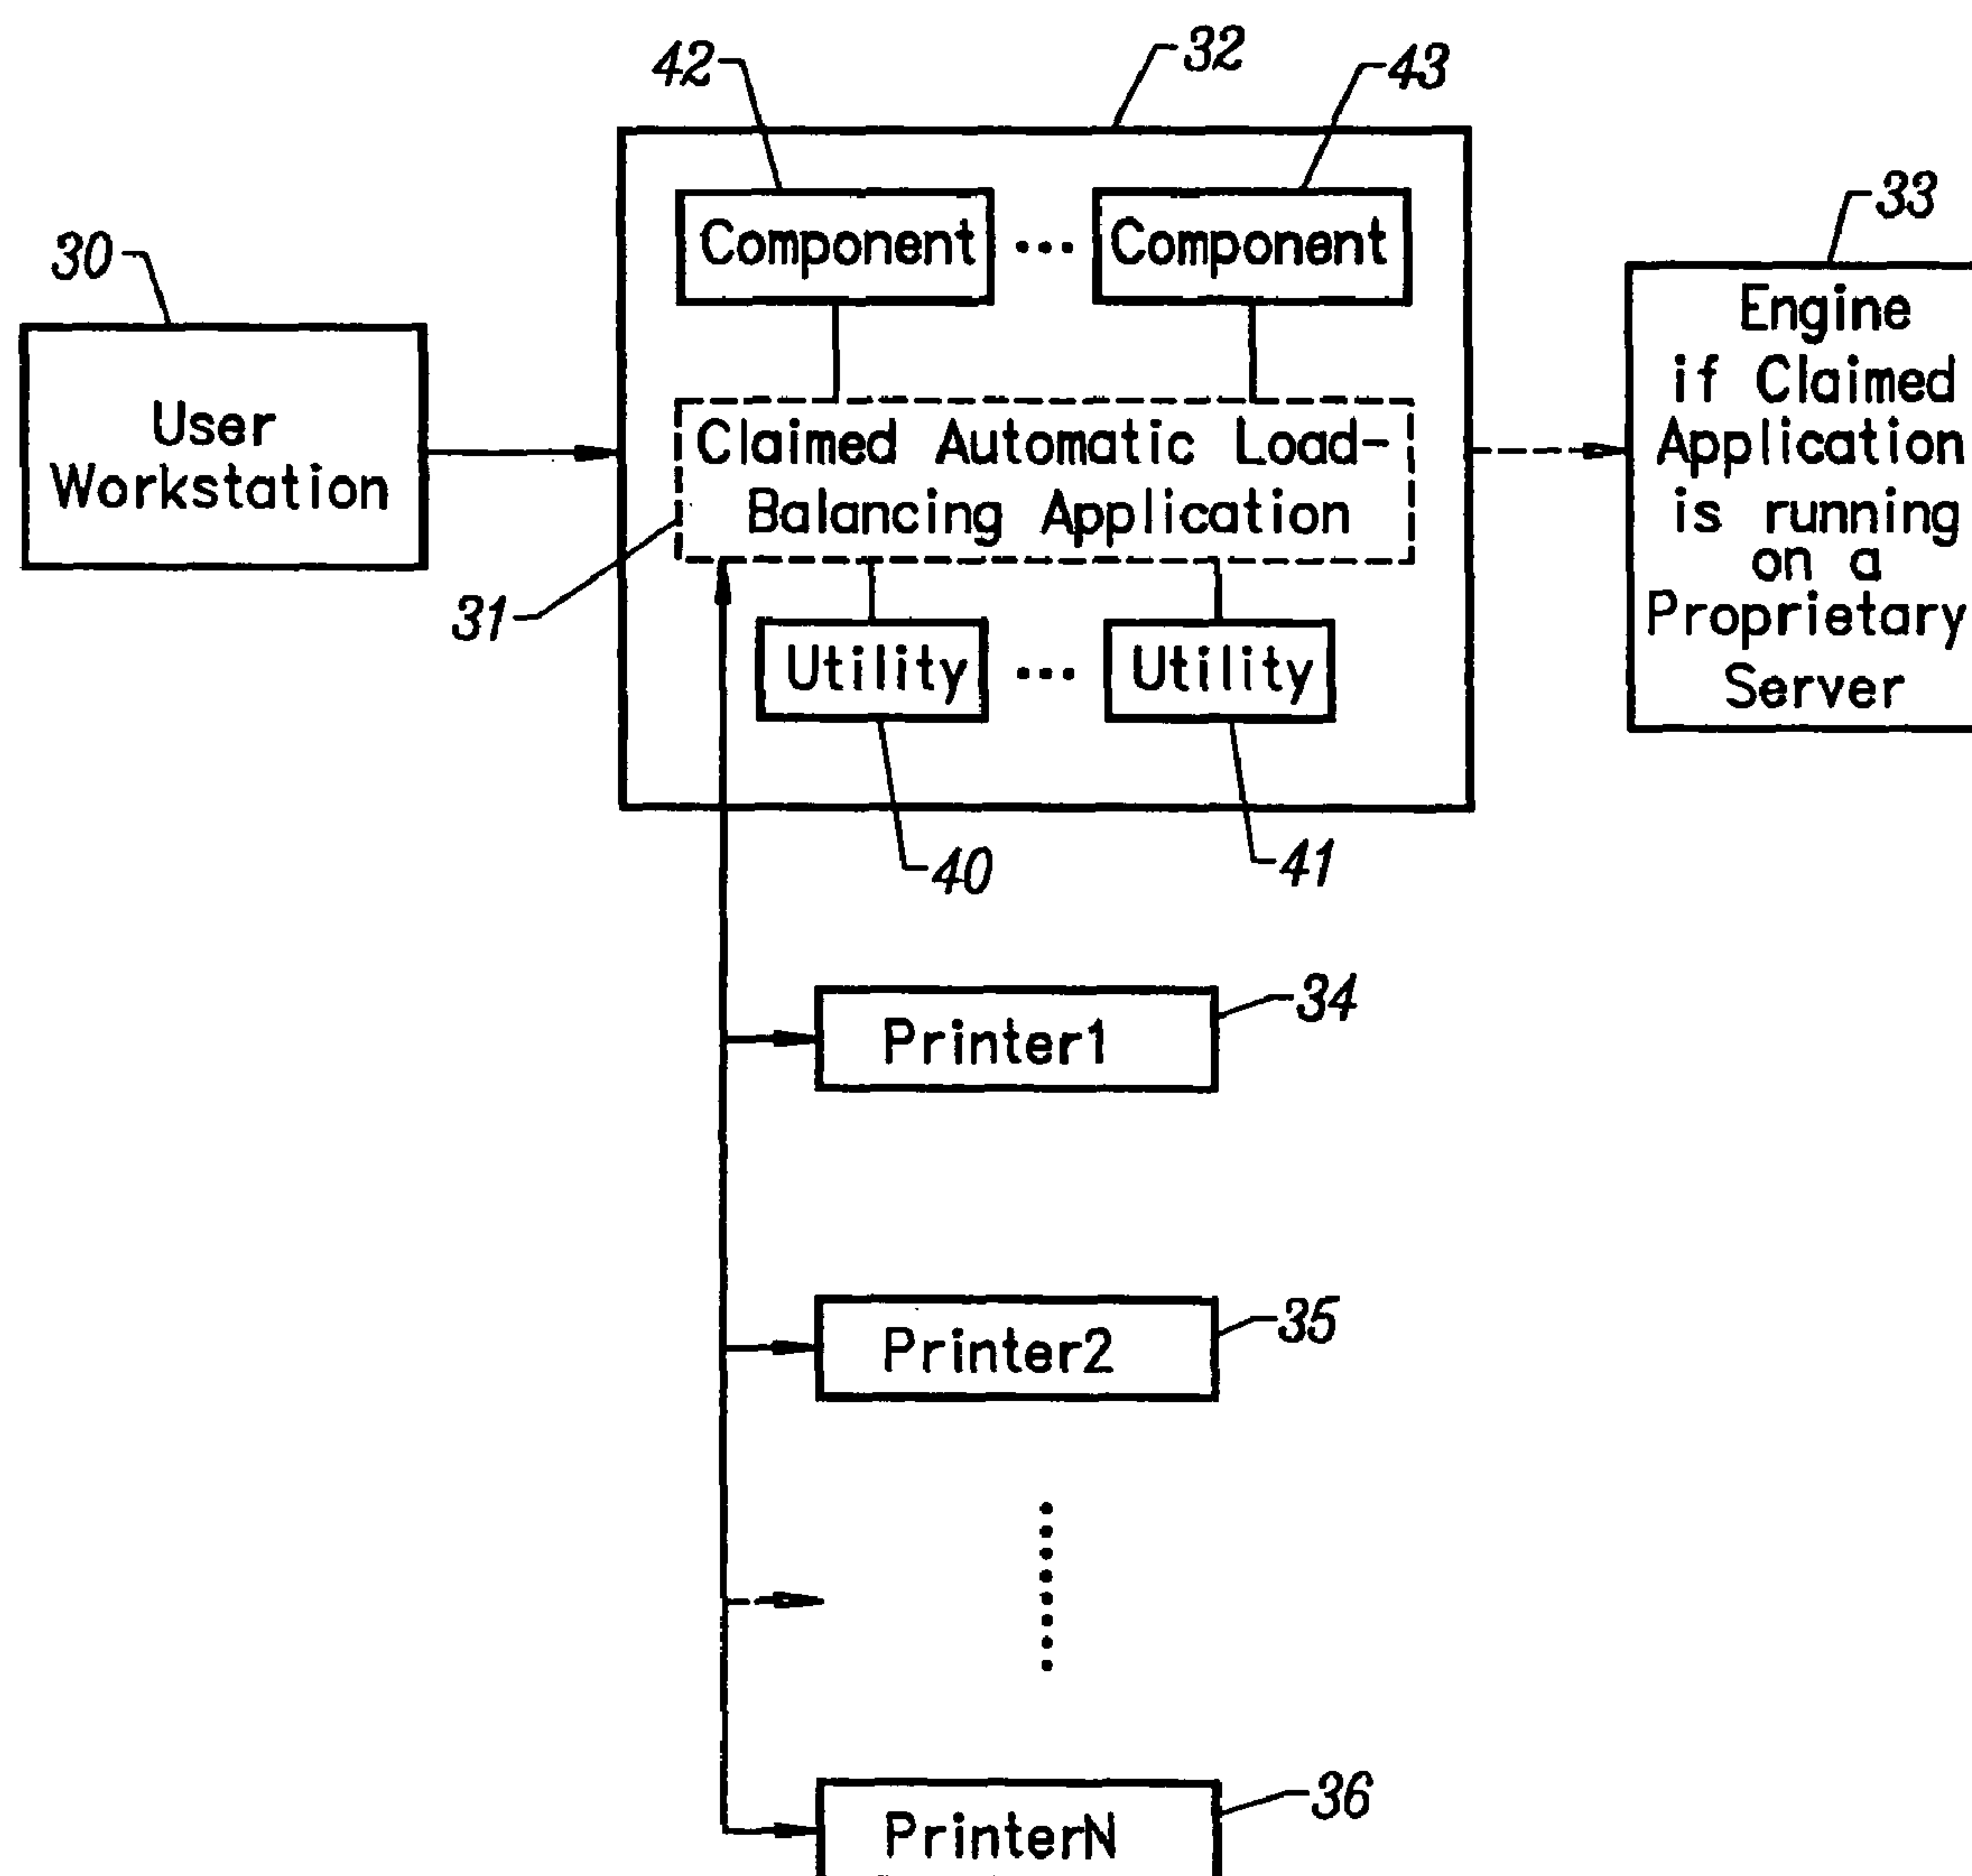 42
32
43
33
30
Component
...
Component
Engine
if Claimed
Application
is running
on a
Proprietary
Server
User
Workstation
Claimed Automatic Load-
Balancing Application
31
Utility
...
Utility
40
41
34
Printer1
35
Printer2
36
PrinterN